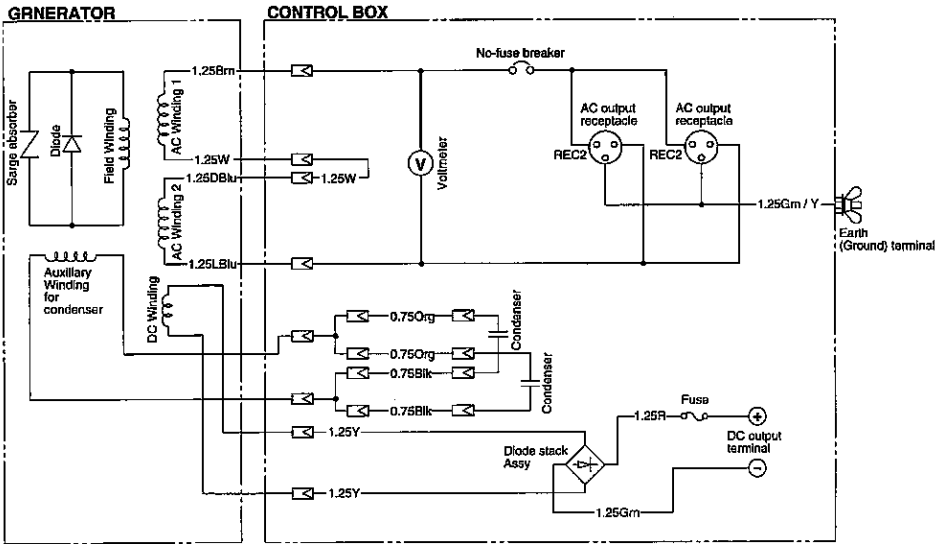 GRNERATOR
CONTROL BOX
Sarge absorber
Diode
Field Winding
1.25Brn
AC Winding 1
1.25W
1.25DBlu
1.25W
AC Winding 2
1.25LBlu
No-fuse breaker
V
Voltmeter
AC output
receptacle
REC2
AC output
receptacle
REC2
1.25Grn / Y
Earth
(Ground) terminal
Auxillary
Winding
for
condenser
DC Winding
0.75Org
0.75Org
0.75Blk
0.75Blk
Condenser
Condenser
1.25Y
1.25Y
Diode stack
Assy
1.25R
Fuse
+
DC output
terminal
−
1.25Grn